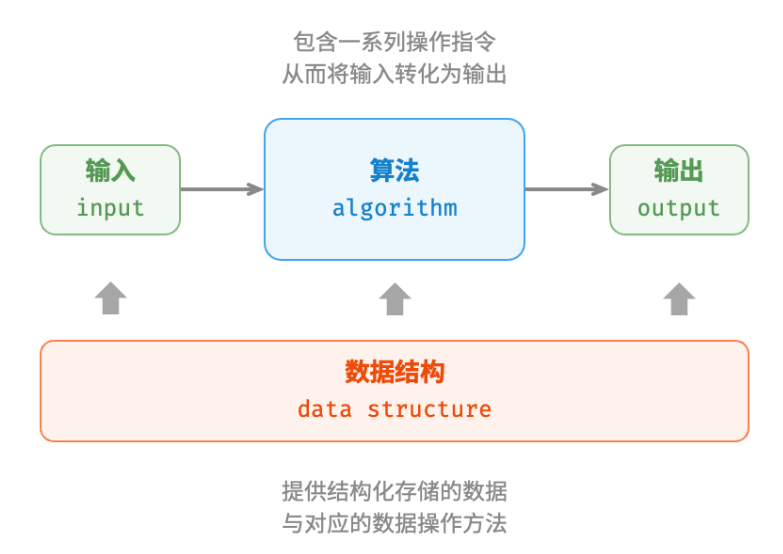 包含一系列操作指令
从而将输入转化为输出
输入
input
算法
algorithm
输出
output
数据结构
data structure
提供结构化存储的数据
与对应的数据操作方法